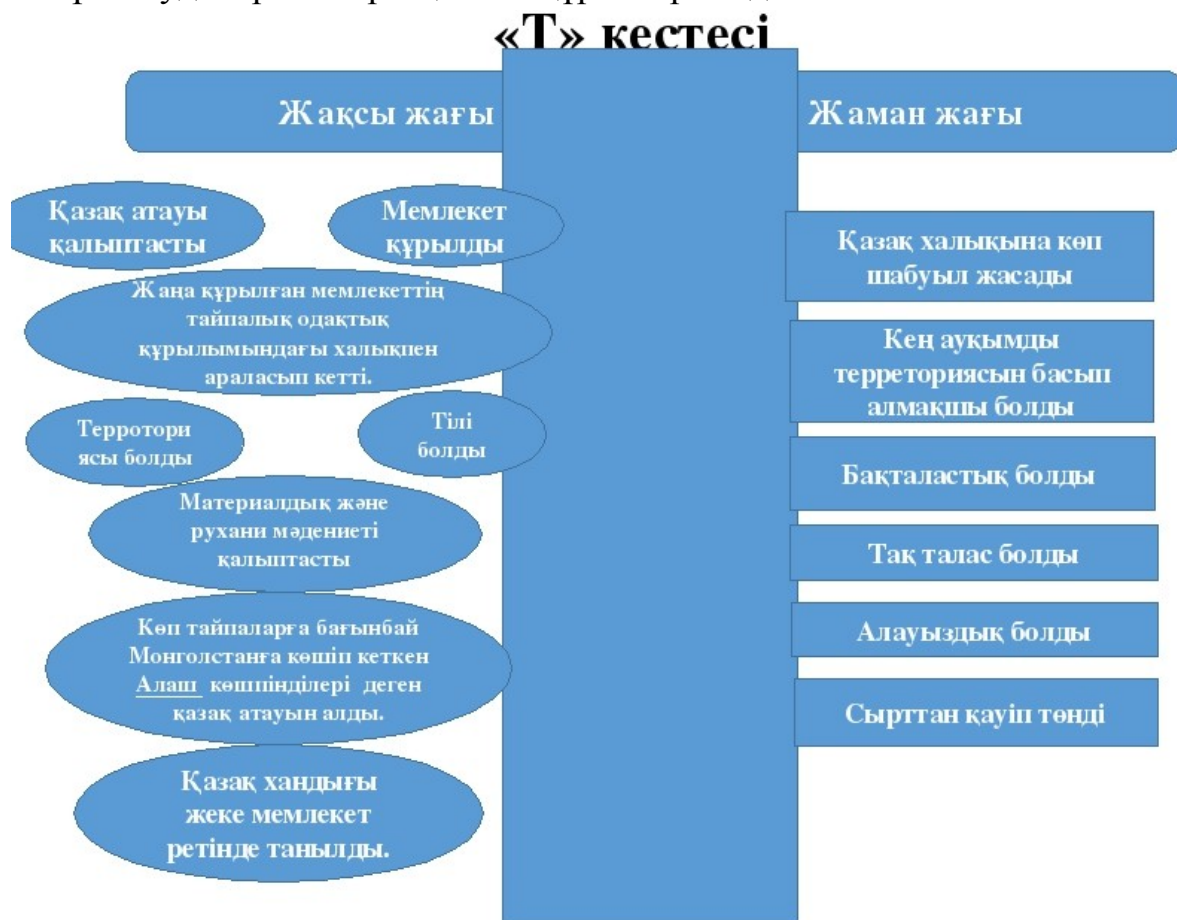 «Т» кестесі
Жақсы жағы
Жаман жағы
Қазақ атауы
қалыптасты
Мемлекет
құрылды
Жаңа құрылған мемлекеттің
тайпалық одақтық
құрылымындағы халықпен
араласып кетті.
Терротори
ясы болды
Тілі
болды
Материалдық және
рухани мәдениеті
қалыптасты
Көп тайпаларға бағынбай
Монголстанға көшіп кеткен
Алаш көшпінділері деген
қазақ атауын алды.
Қазақ хандығы
жеке мемлекет
ретінде танылды.
Қазақ халықына көп
шабуыл жасады
Кең ауқымды
терреториясын басып
алмақшы болды
Бақталастық болды
Тақ талас болды
Алауыздық болды
Сырттан қауіп төнді